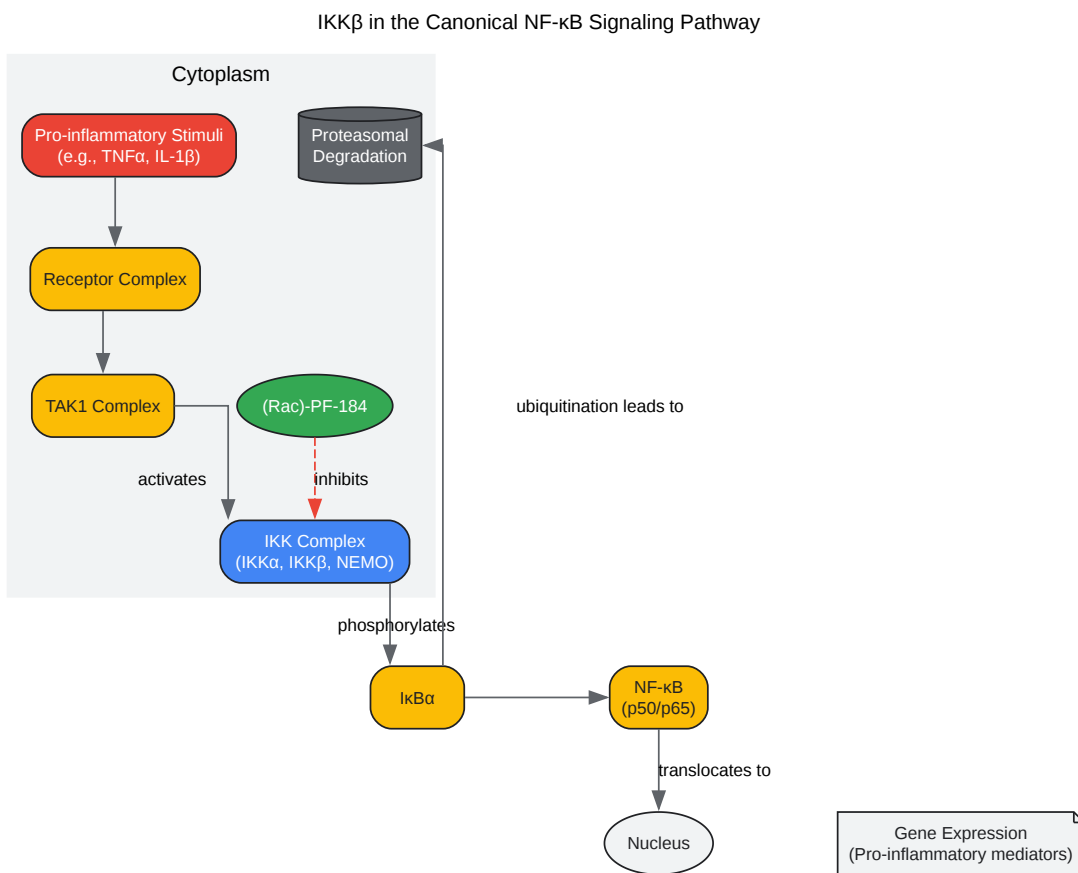 IKKβ in the Canonical NF-κB Signaling Pathway
Cytoplasm
Pro-inflammatory Stimuli
(e.g., TNFα, IL-1β)
Proteasomal
Degradation
Receptor Complex
TAK1 Complex
(Rac)-PF-184
ubiquitination leads to
activates
inhibits
IKK Complex
(IKKα, IKKβ, NEMO)
phosphorylates
IκBα
NF-κB
(p50/p65)
translocates to
Nucleus
Gene Expression
(Pro-inflammatory mediators)